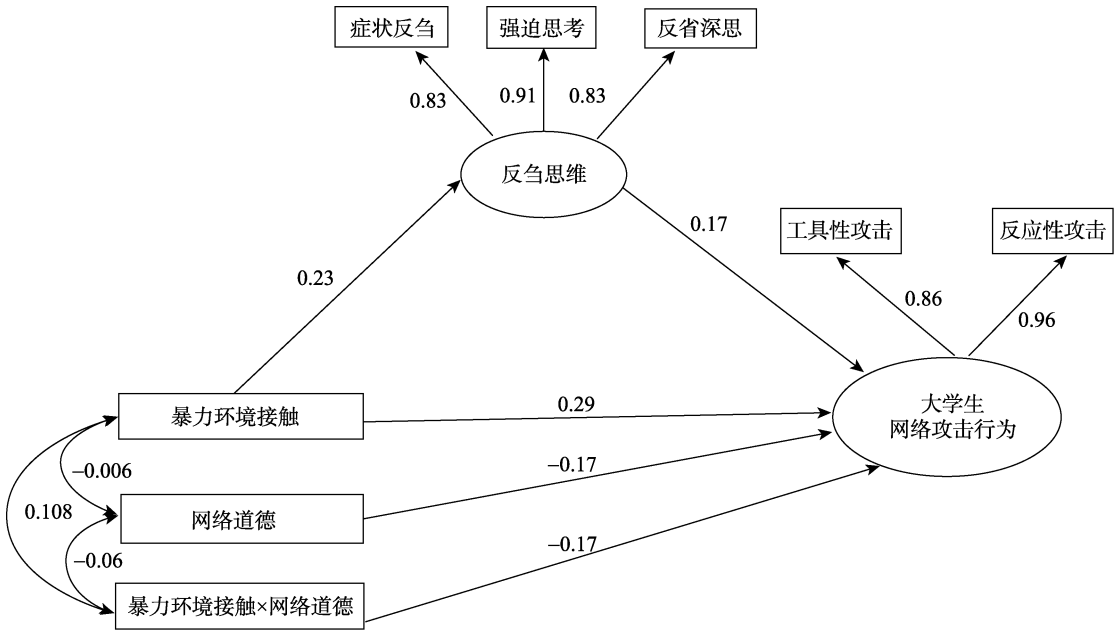 症状反刍
强迫思考
反省深思
0.83
0.91
0.83
反刍思维
0.17
工具性攻击
反应性攻击
0.23
0.86
0.96
暴力环境接触
0.29
大学生
网络攻击行为
−0.006
−0.17
0.108
网络道德
−0.06
−0.17
暴力环境接触×网络道德